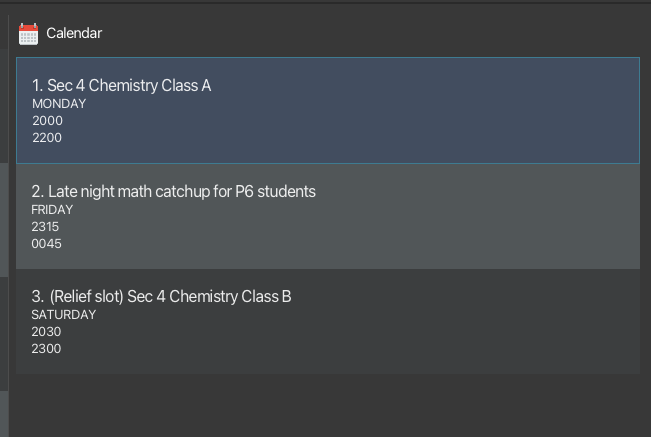 Calendar
1. Sec 4 Chemistry Class A
MONDAY
2000
2200
2. Late night math catchup for P6 students
FRIDAY
2315
0045
3. (Relief slot) Sec 4 Chemistry Class B
SATURDAY
2030
2300